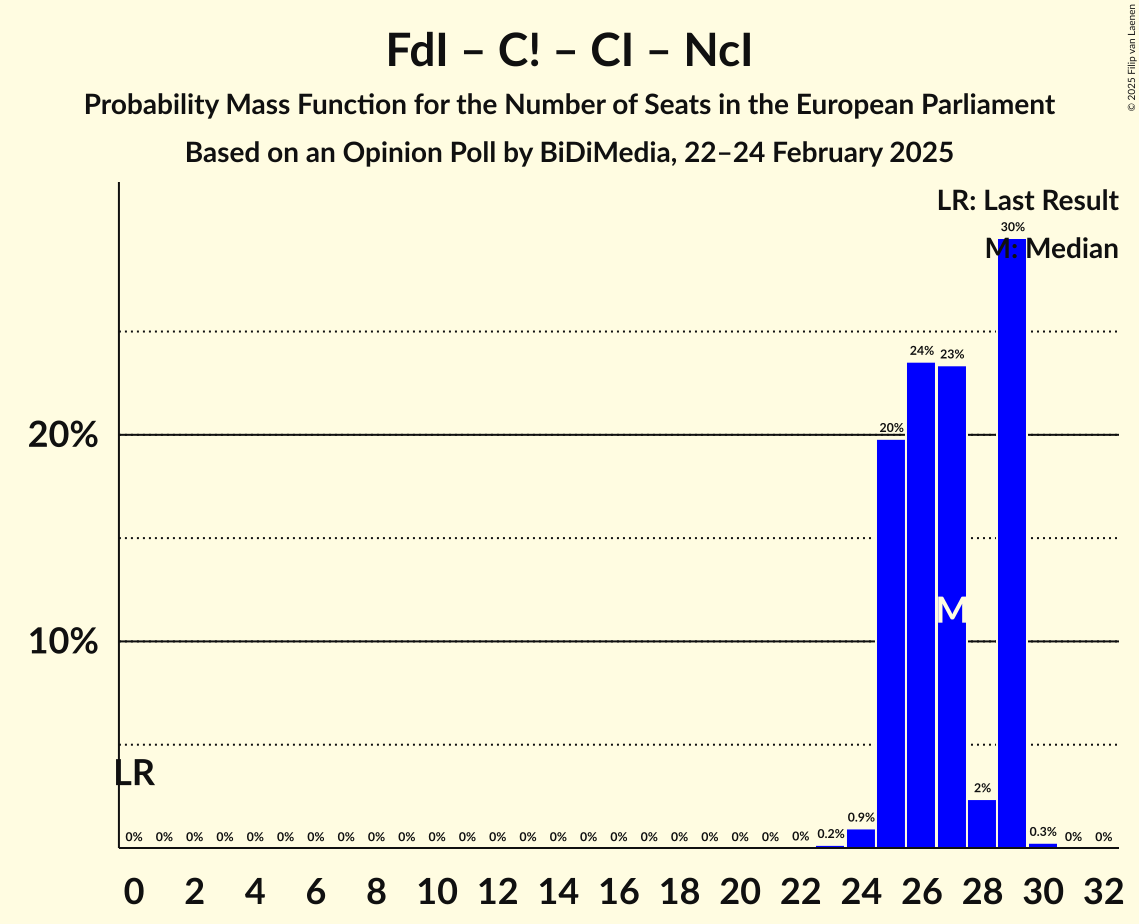 FdI – C! – CI – NcI
Probability Mass Function for the Number of Seats in the European Parliament
Based on an Opinion Poll by BiDiMedia, 22–24 February 2025
© 2025 Filip van Laenen
LR: Last Result
M: Median
30%
24%
23%
20%
20%
M
10%
LR
2%
0% 0% 0% 0% 0% 0% 0% 0% 0% 0% 0% 0% 0% 0% 0% 0% 0% 0% 0% 0% 0% 0% 0% 0.2% 0.9% 0.3% 0% 0%
0 2 4 6 8 10 12 14 16 18 20 22 24 26 28 30 32